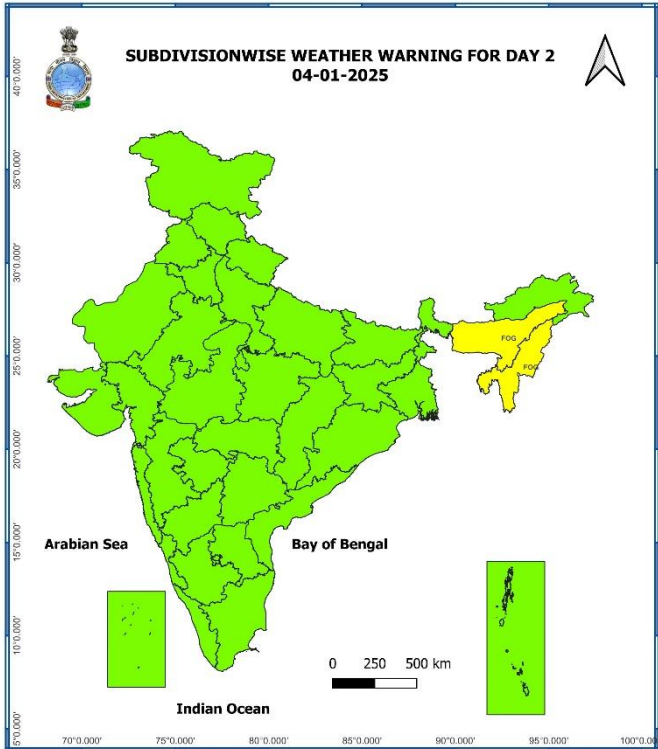 SUBDIVISIONWISE WEATHER WARNING FOR DAY 2
04-01-2025
40°0.000'
35°0.000'
30°0.000'
25°0.000'
20°0.000'
15°0.000'
10°0.000'
5°0.000'
FOG
FOG
Arabian Sea
Bay of Bengal
0 250 500 km
Indian Ocean
70°0.000' 75°0.000' 80°0.000' 85°0.000' 90°0.000' 95°0.000' 100°0.00